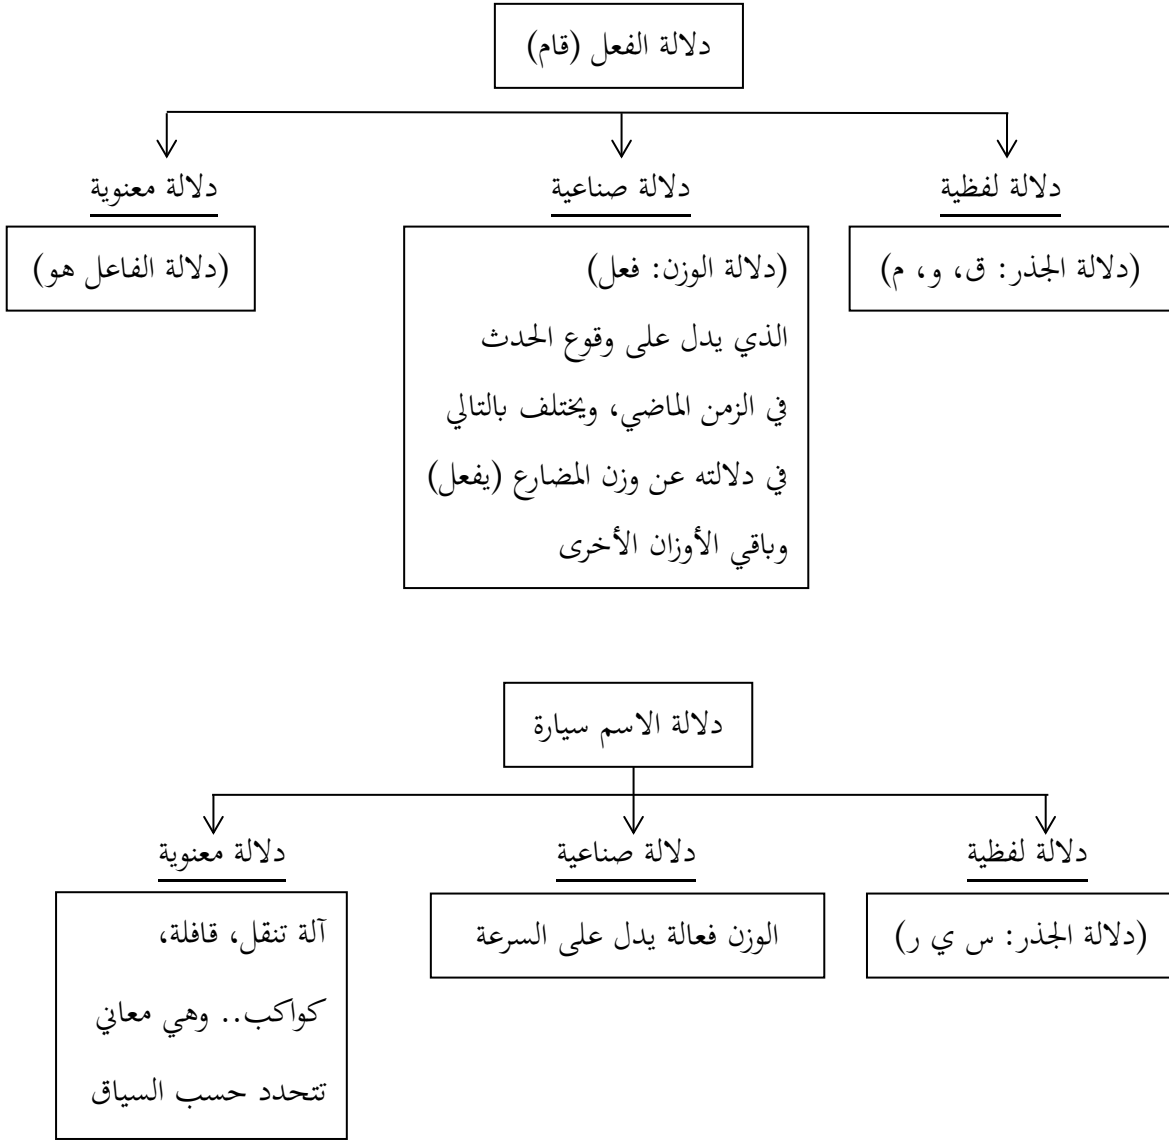 دلالة الفعل (قام)
دلالة لفظية
(دلالة الجذر: ق، و، م)
دلالة صناعية
(دلالة الوزن: فعل)
الذي يدل على وقوع الحدث
في الزمن الماضي، ويختلف بالتالي
في دلالته عن وزن المضارع (يفعل)
وباقي الأوزان الأخرى
دلالة معنوية
(دلالة الفاعل هو)
دلالة الاسم سيارة
دلالة لفظية
(دلالة الجذر: س ي ر)
دلالة صناعية
الوزن فعالة يدل على السرعة
دلالة معنوية
آلة تنقل، قافلة،
كواكب.. وهي معاني
تتحدد حسب السياق